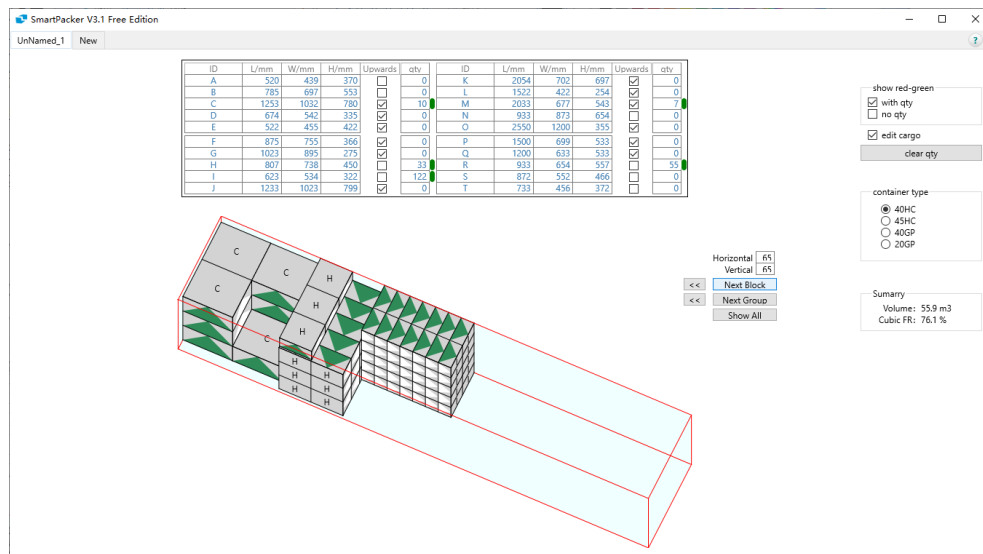 SmartPacker V3.1 Free Edition
UnNamed_1 New
?
ID L/mm W/mm H/mm Upwards qty ID L/mm W/mm H/mm Upwards qty
A 520 439 370 0 K 2054 702 697 0
B 785 697 553 0 L 1522 422 254 0
C 1253 1032 780 10 M 2033 677 543 7
D 674 542 335 0 N 933 873 654 0
E 522 455 422 0 O 2550 1200 355 0
F 875 755 366 0 P 1500 699 533 0
G 1023 895 275 0 Q 1200 633 533 0
H 807 738 450 33 R 933 654 557 55
I 623 534 322 122 S 872 552 466 0
J 1233 1023 799 0 T 733 456 372 0
show red-green
with qty
no qty
edit cargo
clear qty
container type
40HC
45HC
40GP
20GP
Horizontal 65
Vertical 65
<< Next Block
<< Next Group
Show All
Sumarry
Volume: 55.9 m3
Cubic FR: 76.1 %
C
C H
C H
C H
H H
H H
H H